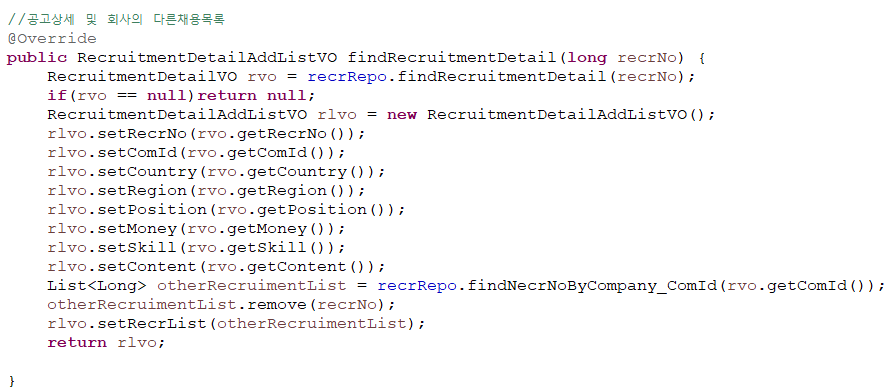 //공고상세 및 회사의 다른채용목록
@Override
public RecruitmentDetailAddListVO findRecruitmentDetail(long recrNo) {
RecruitmentDetailVO rvo = recrRepo.findRecruitmentDetail(recrNo);
if(rvo == null)return null;
RecruitmentDetailAddListVO rlvo = new RecruitmentDetailAddListVO();
rlvo.setRecrNo(rvo.getRecrNo());
rlvo.setComId(rvo.getComId());
rlvo.setCountry(rvo.getCountry());
rlvo.setRegion(rvo.getRegion());
rlvo.setPosition(rvo.getPosition());
rlvo.setMoney(rvo.getMoney());
rlvo.setSkill(rvo.getSkill());
rlvo.setContent(rvo.getContent());
List<Long> otherRecruimentList = recrRepo.findNecrNoByCompany_ComId(rvo.getComId());
otherRecruimentList.remove(recrNo);
rlvo.setRecrList(otherRecruimentList);
return rlvo;
}